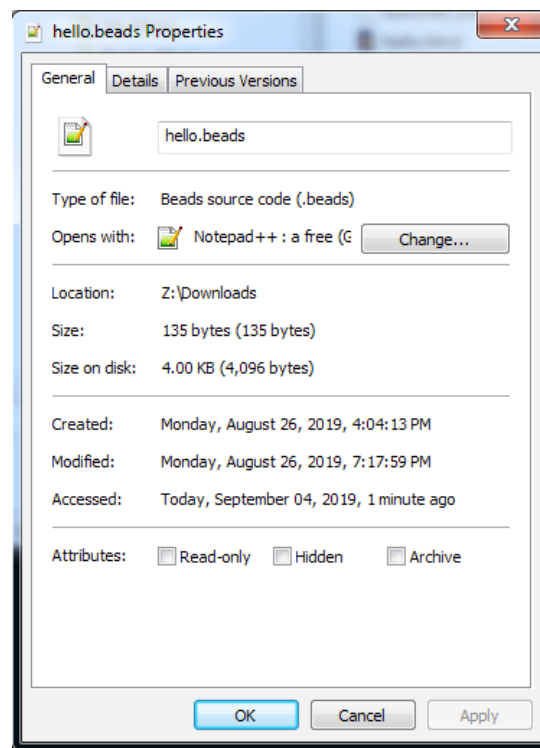 hello.beads Properties
General Details Previous Versions
hello.beads
Type of file: Beads source code (.beads)
Opens with: Notepad++ : a free (G Change...
Location: Z:\Downloads
Size: 135 bytes (135 bytes)
Size on disk: 4.00 KB (4,096 bytes)
Created: Monday, August 26, 2019, 4:04:13 PM
Modified: Monday, August 26, 2019, 7:17:59 PM
Accessed: Today, September 04, 2019, 1 minute ago
Attributes: Read-only Hidden Archive
OK Cancel Apply